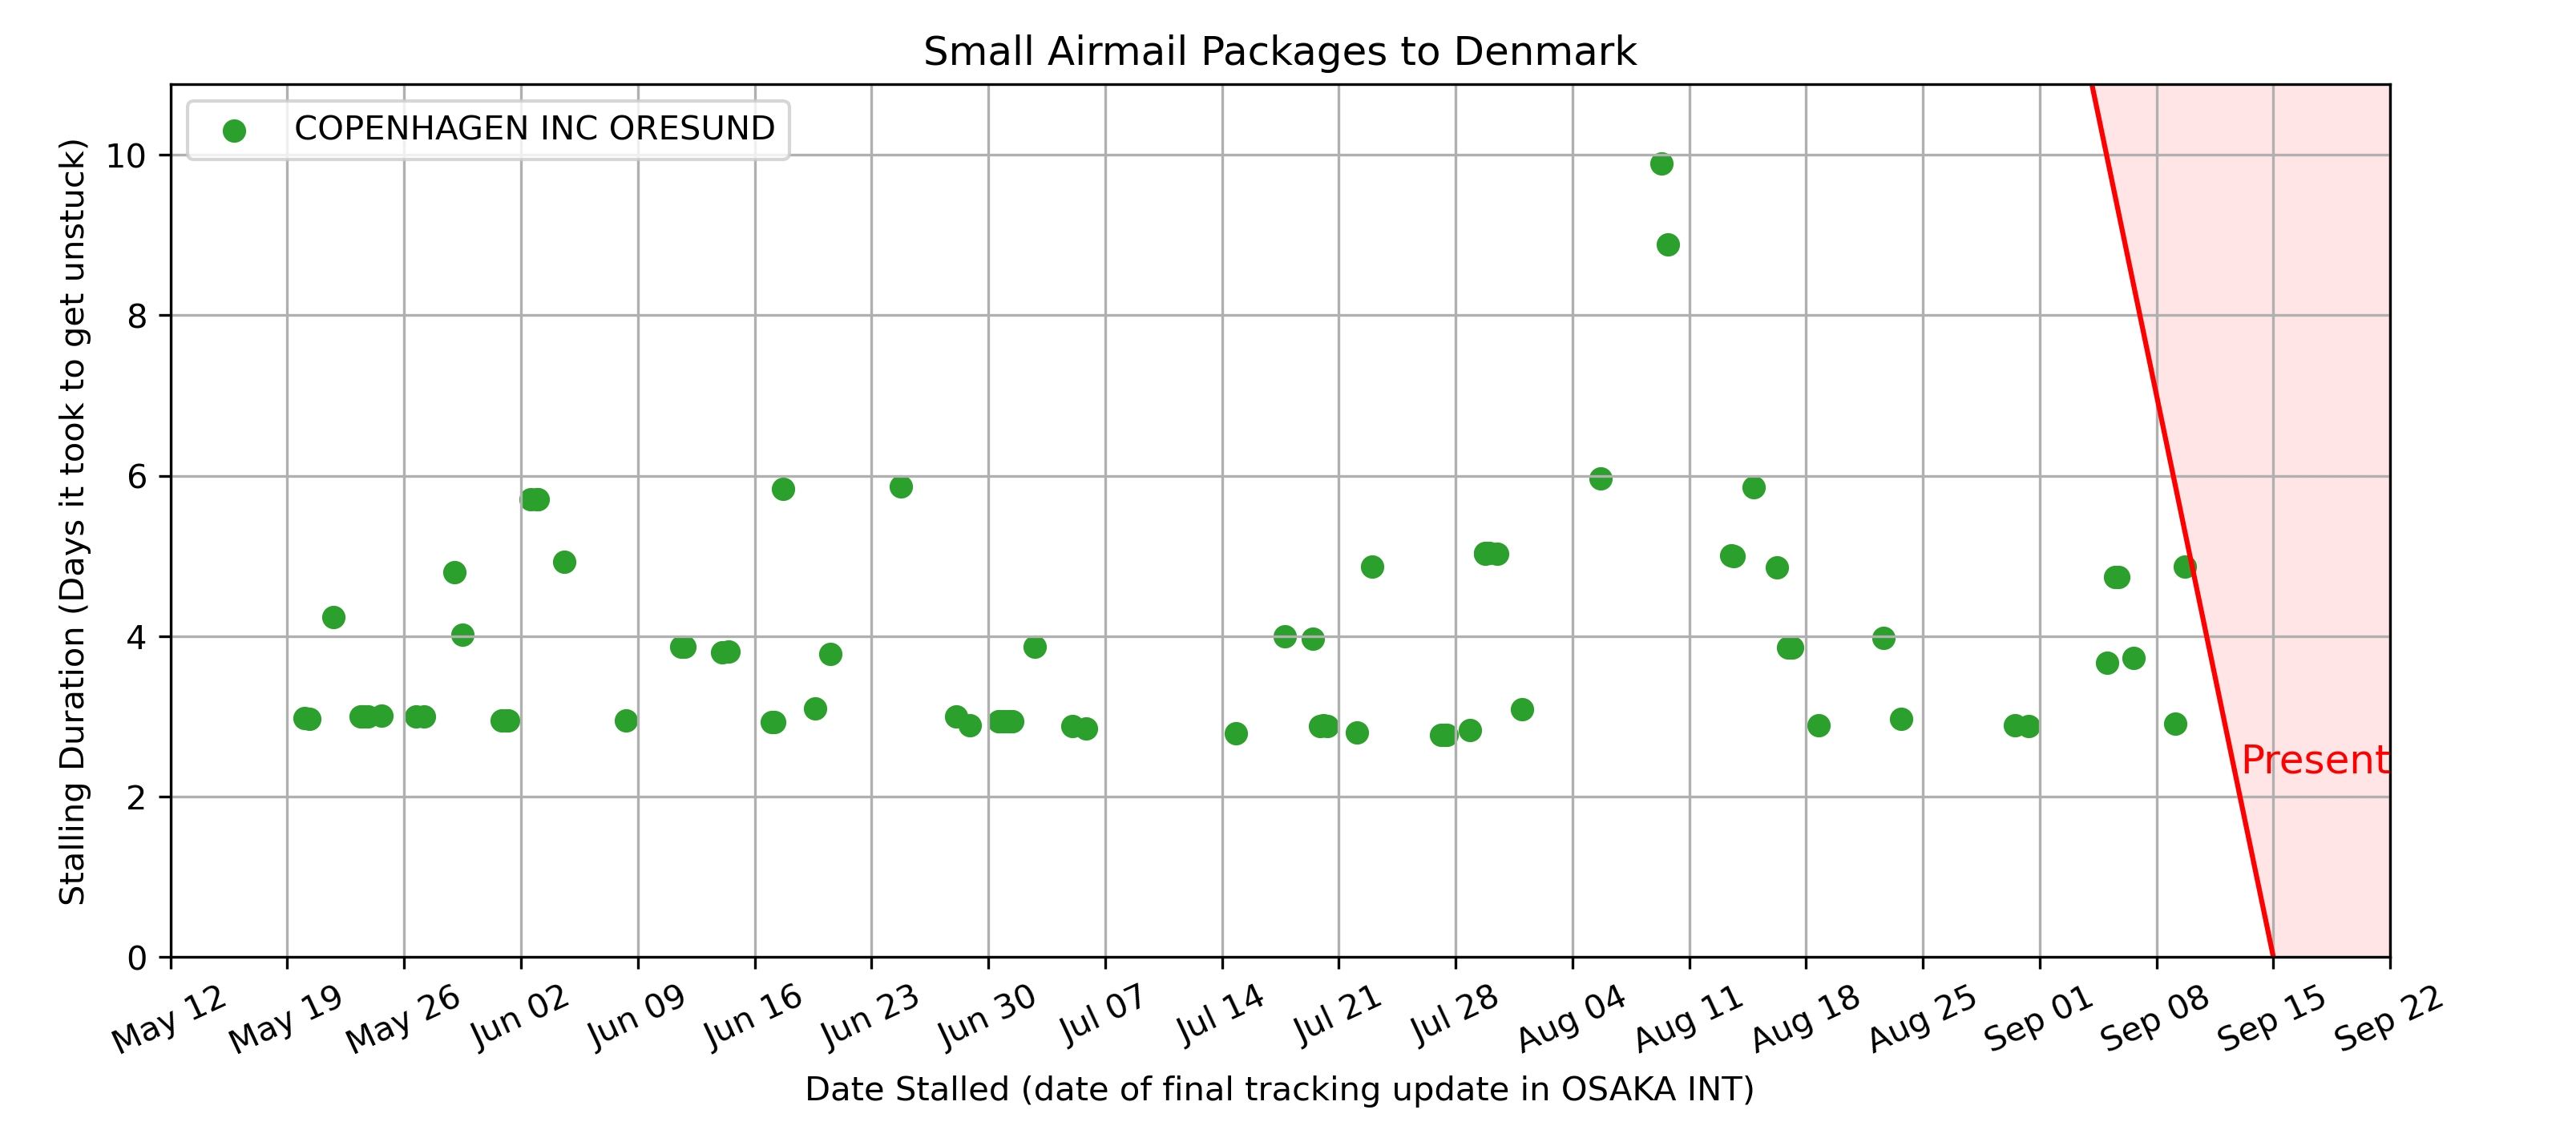 Small Airmail Packages to Denmark
COPENHAGEN INC ORESUND
Stalling Duration (Days it took to get unstuck)
10
8
6
4
2
0
Present
May 12
May 19
May 26
Jun 02
Jun 09
Jun 16
Jun 23
Jun 30
Jul 07
Jul 14
Jul 21
Jul 28
Aug 04
Aug 11
Aug 18
Aug 25
Sep 01
Sep 08
Sep 15
Sep 22
Date Stalled (date of final tracking update in OSAKA INT)